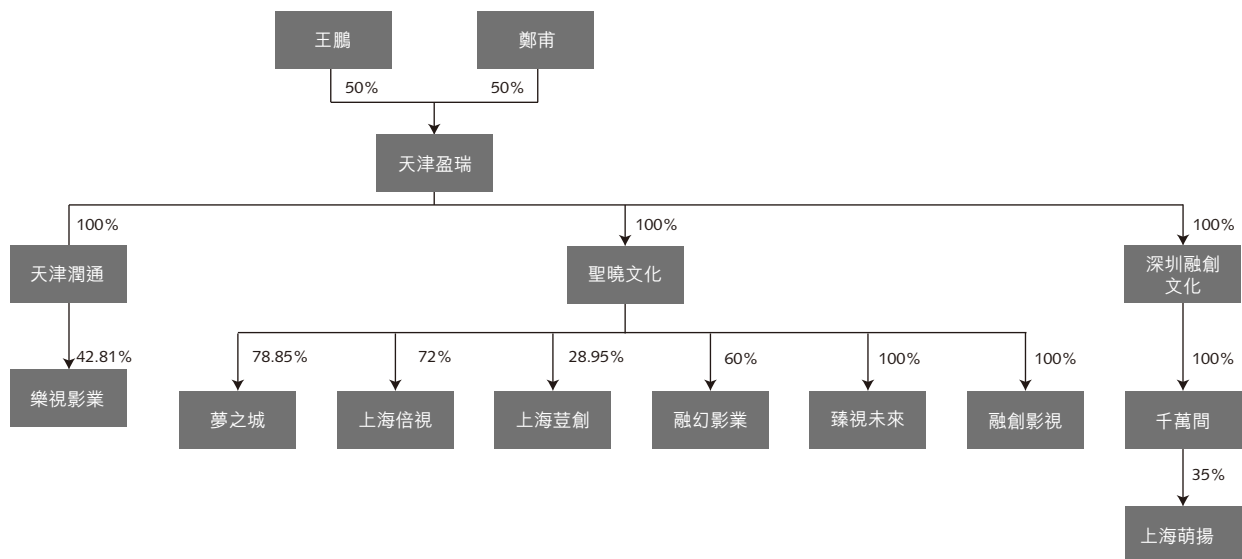 王鵬
鄭甫
50%
50%
天津盈瑞
100%
100%
100%
天津潤通
聖曉文化
深圳融創
文化
42.81%
78.85%
72%
28.95%
60%
100%
100%
100%
樂視影業
夢之城
上海倍視
上海荳創
融幻影業
臻視未來
融創影視
千萬間
35%
上海萌揚